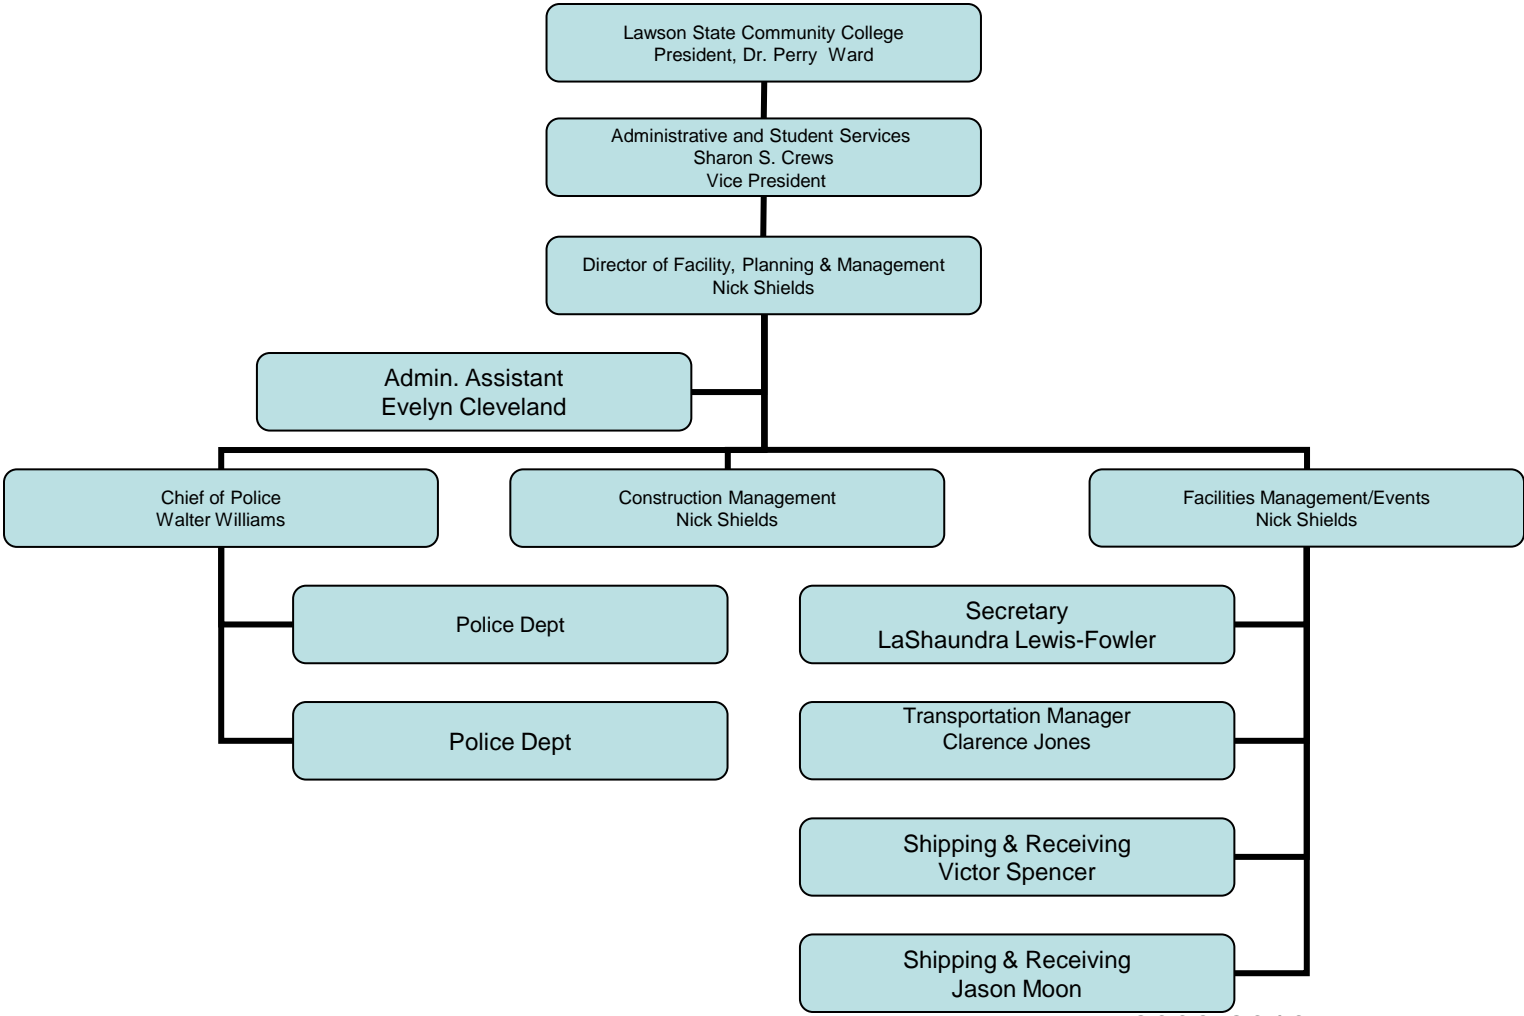 Lawson State Community College
President, Dr. Perry  Ward
Administrative and Student Services
Sharon S. Crews
Vice President
Director of Facility, Planning & Management
Nick Shields
Admin. Assistant
Evelyn Cleveland
Chief of Police
Walter Williams
Construction Management
Nick Shields
Facilities Management/Events
Nick Shields
Police Dept
Police Dept
Secretary
LaShaundra Lewis-Fowler
Transportation Manager
Clarence Jones
Shipping & Receiving
Victor Spencer
Shipping & Receiving
Jason Moon